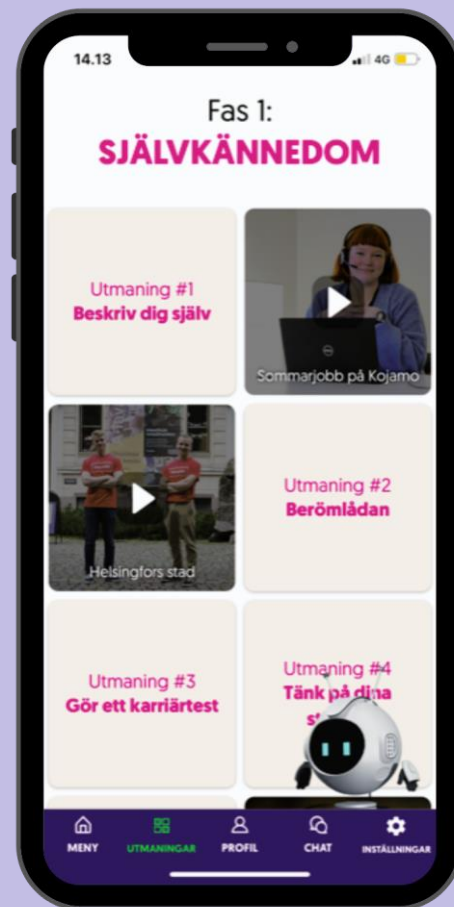 14.13
4G
Fas 1:
SJÄLVKÄNNEDOM
Utmaning #1
Beskriv dig själv
Sommarjobb på Kojamo
Helsingfors stad
Utmaning #2
Berömlådan
Utmaning #3
Gör ett karriärtest
Utmaning #4
Tänk på dina
MENY
UTMANINGAR
PROFIL
CHAT
INSTÄLLNINGAR